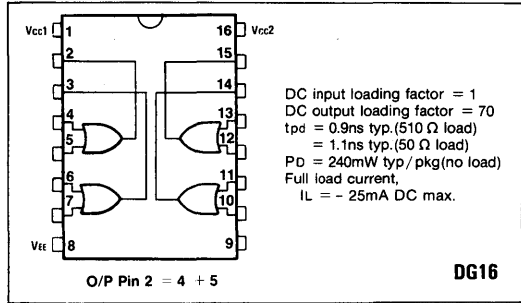 Vcc1 1 16 Vcc2
2 15
3 14
4 13
5 12
6 11
7 10
VEE 8 9
O/P Pin 2 = 4 + 5
DC input loading factor = 1
DC output loading factor = 70
tpd = 0.9ns typ.(510 Ω load)
= 1.1ns typ.(50 Ω load)
PD = 240mW typ/pkg(no load)
Full load current,
IL = - 25mA DC max.
DG16